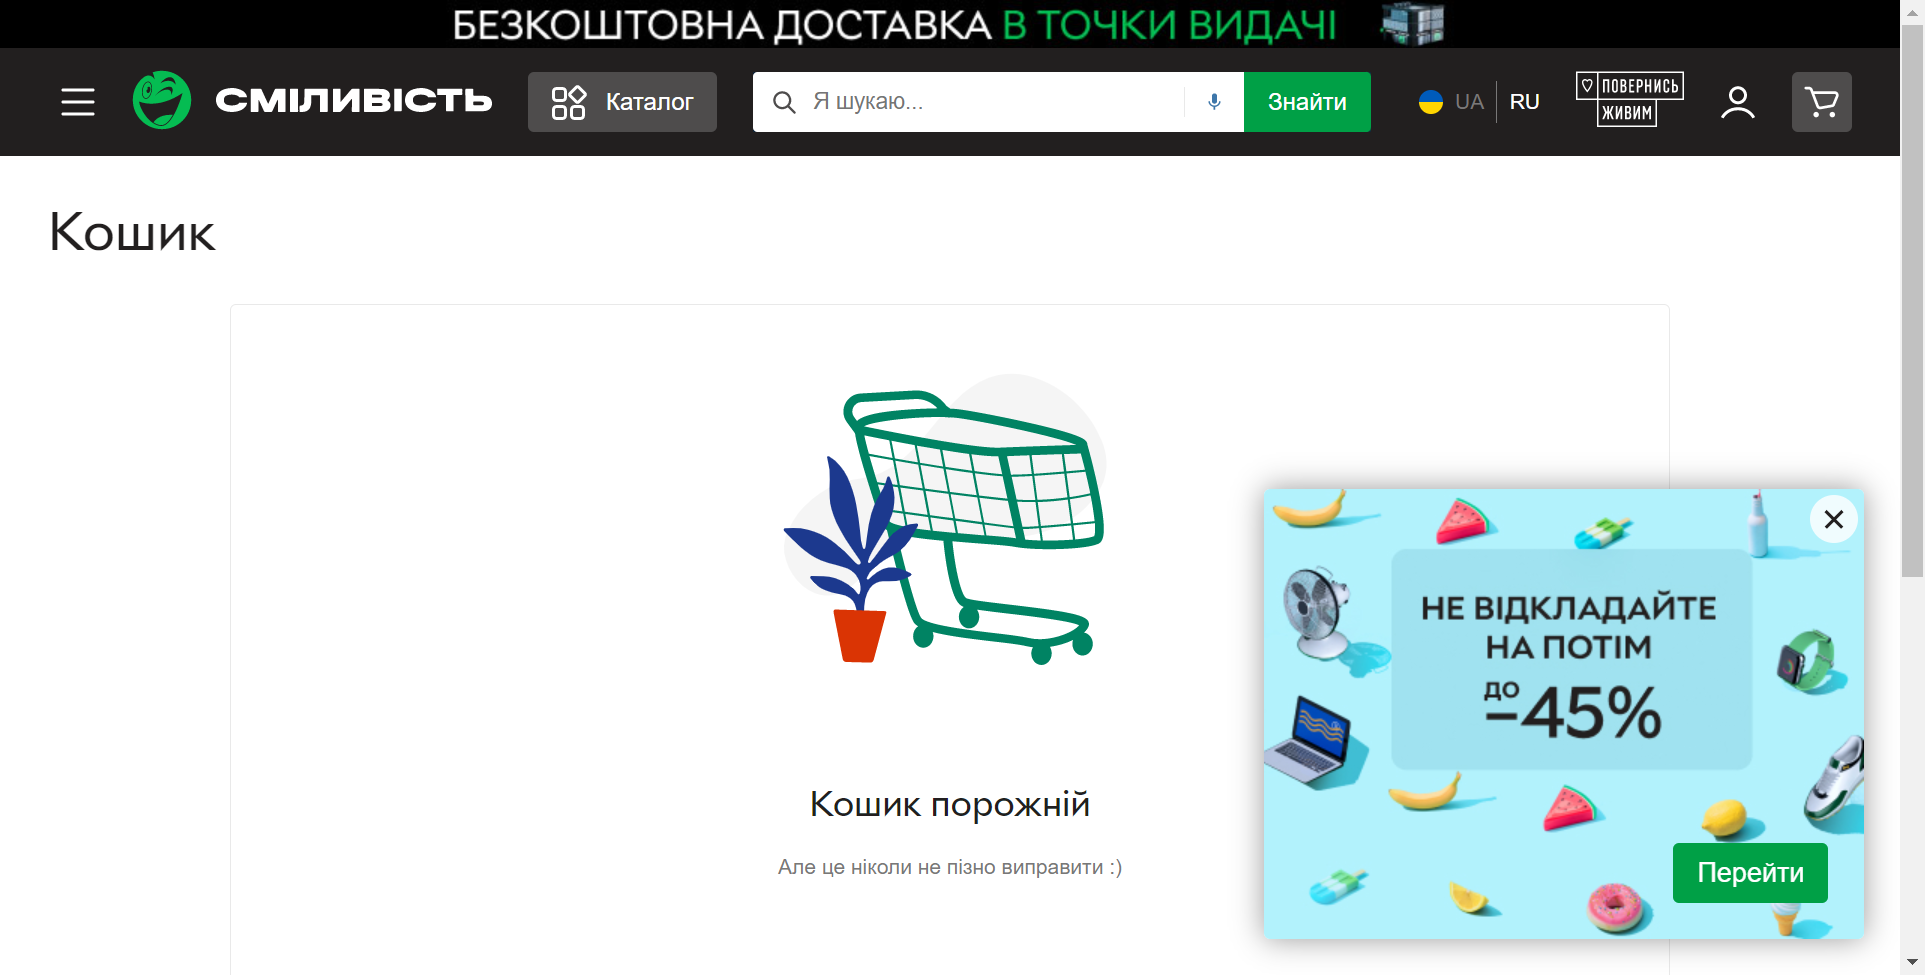 БЕЗКОШТОВНА ДОСТАВКА В ТОЧКИ ВИДАЧІ
СМІЛИВІСТЬ
Каталог
Я шукаю...
Знайти
UA
RU
ПОВЕРНИСЬ
ЖИВИМ
Кошик
НЕ ВІДКЛАДАЙТЕ
НА ПОТІМ
ДО
–45%
Кошик порожній
Але це ніколи не пізно виправити :)
Перейти